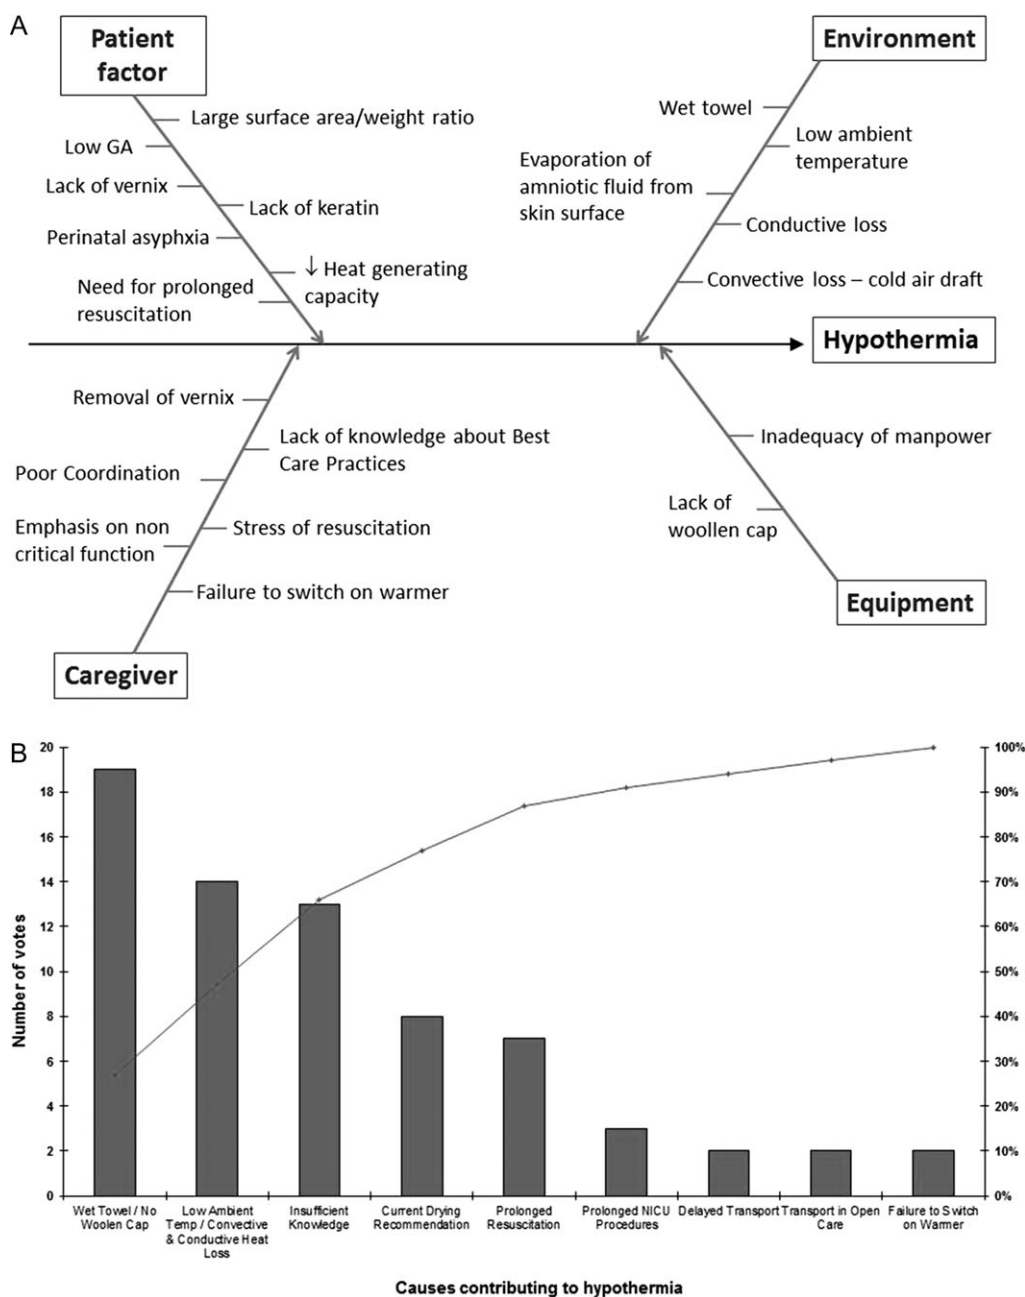 A
Patient
factor
Environment
Large surface area/weight ratio
Wet towel
Low GA
Low ambient
temperature
Evaporation of
amniotic fluid from
skin surface
Lack of vernix
Lack of keratin
Conductive loss
Perinatal asyphxia
↓ Heat generating
capacity
Need for prolonged
resuscitation
Convective loss – cold air draft
Hypothermia
Removal of vernix
Lack of knowledge about Best
Care Practices
Inadequacy of manpower
Poor Coordination
Lack of
woollen cap
Emphasis on non
critical function
Stress of resuscitation
Failure to switch on warmer
Equipment
Caregiver
B
20
18
16
14
12
10
8
6
4
2
0
Number of votes
100%
90%
80%
70%
60%
50%
40%
30%
20%
10%
0%
Wet Towel / No
Woolen Cap
Low Ambient
Temp / Convective
& Conductive Heat
Loss
Insufficient
Knowledge
Current Drying
Recommendation
Prolonged
Resuscitation
Prolonged NICU
Procedures
Delayed Transport
Transport in Open
Care
Failure to Switch
on Warmer
Causes contributing to hypothermia